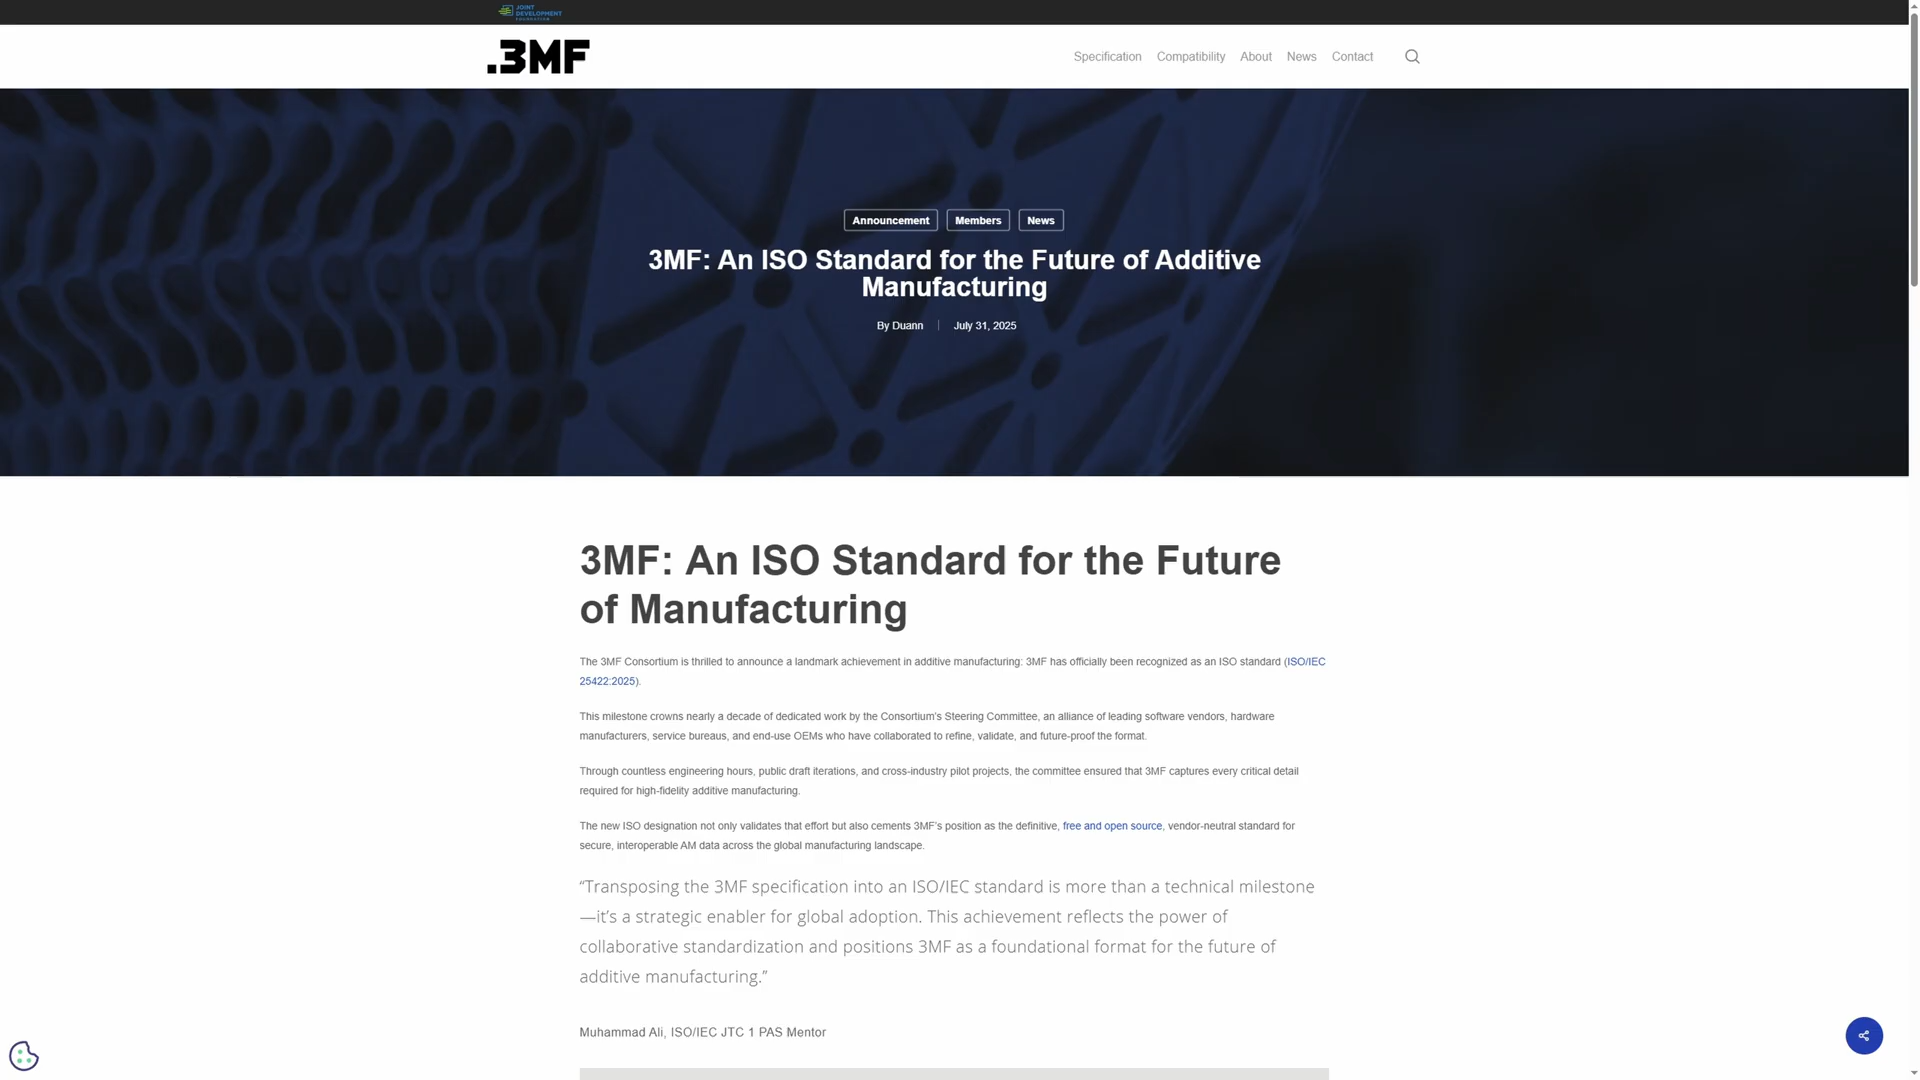 JOINT
DEVELOPMENT
FOUNDATION
.3MF
Specification Compatibility About News Contact
Announcement Members News
3MF: An ISO Standard for the Future of Additive
Manufacturing
By Duann July 31, 2025
3MF: An ISO Standard for the Future
of Manufacturing
The 3MF Consortium is thrilled to announce a landmark achievement in additive manufacturing: 3MF has officially been recognized as an ISO standard (ISO/IEC
25422:2025).
This milestone crowns nearly a decade of dedicated work by the Consortium’s Steering Committee, an alliance of leading software vendors, hardware
manufacturers, service bureaus, and end-use OEMs who have collaborated to refine, validate, and future-proof the format.
Through countless engineering hours, public draft iterations, and cross-industry pilot projects, the committee ensured that 3MF captures every critical detail
required for high-fidelity additive manufacturing.
The new ISO designation not only validates that effort but also cements 3MF’s position as the definitive, free and open source, vendor-neutral standard for
secure, interoperable AM data across the global manufacturing landscape.
“Transposing the 3MF specification into an ISO/IEC standard is more than a technical milestone
—it’s a strategic enabler for global adoption. This achievement reflects the power of
collaborative standardization and positions 3MF as a foundational format for the future of
additive manufacturing.”
Muhammad Ali, ISO/IEC JTC 1 PAS Mentor